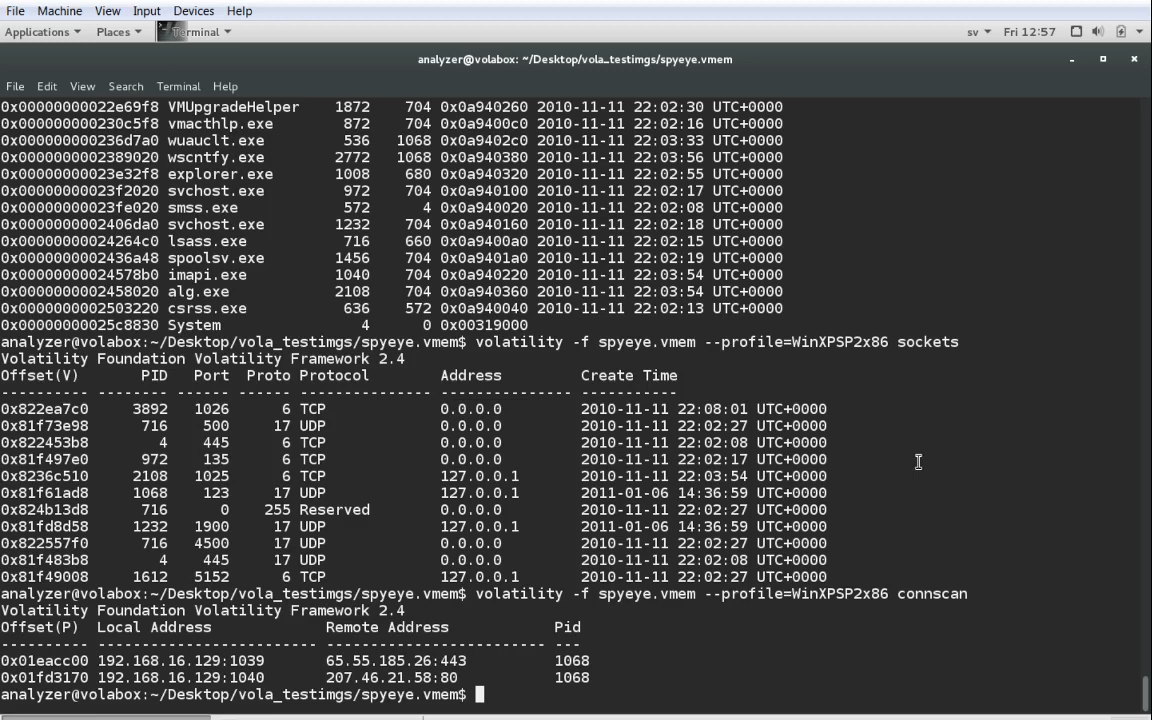 File Machine View Input Devices Help
Applications Places Terminal sv Fri 12:57
analyzer@volabox: ~/Desktop/vola_testimgs/spyeye.vmem
File Edit View Search Terminal Help
0x00000000022e69f8 VMUpgradeHelper 1872 704 0x0a940260 2010-11-11 22:02:30 UTC+0000
0x000000000230c5f8 vmacthlp.exe 872 704 0x0a9400c0 2010-11-11 22:02:16 UTC+0000
0x000000000236d7a0 wuauclt.exe 536 1068 0x0a9402c0 2010-11-11 22:03:33 UTC+0000
0x0000000002389020 wscntfy.exe 2772 1068 0x0a940380 2010-11-11 22:03:56 UTC+0000
0x00000000023e32f8 explorer.exe 1008 680 0x0a940320 2010-11-11 22:02:55 UTC+0000
0x00000000023f2020 svchost.exe 972 704 0x0a940100 2010-11-11 22:02:17 UTC+0000
0x00000000023fe020 smss.exe 572 4 0x0a940020 2010-11-11 22:02:08 UTC+0000
0x0000000002406da0 svchost.exe 1232 704 0x0a940160 2010-11-11 22:02:18 UTC+0000
0x00000000024264c0 lsass.exe 716 660 0x0a9400a0 2010-11-11 22:02:15 UTC+0000
0x0000000002436a48 spoolsv.exe 1456 704 0x0a9401a0 2010-11-11 22:02:19 UTC+0000
0x00000000024578b0 imapi.exe 1040 704 0x0a940220 2010-11-11 22:03:54 UTC+0000
0x0000000002458020 alg.exe 2108 704 0x0a940360 2010-11-11 22:03:54 UTC+0000
0x0000000002503220 csrss.exe 636 572 0x0a940040 2010-11-11 22:02:13 UTC+0000
0x00000000025c8830 System 4 0 0x00319000
analyzer@volabox:~/Desktop/vola_testimgs/spyeye.vmem$ volatility -f spyeye.vmem --profile=WinXPSP2x86 sockets
Volatility Foundation Volatility Framework 2.4
Offset(V) PID Port Proto Protocol Address Create Time
---------- -------- ------ ------ --------------- --------------- -----------
0x822ea7c0 3892 1026 6 TCP 0.0.0.0 2010-11-11 22:08:01 UTC+0000
0x81f73e98 716 500 17 UDP 0.0.0.0 2010-11-11 22:02:27 UTC+0000
0x822453b8 4 445 6 TCP 0.0.0.0 2010-11-11 22:02:08 UTC+0000
0x81f497e0 972 135 6 TCP 0.0.0.0 2010-11-11 22:02:17 UTC+0000
0x8236c510 2108 1025 6 TCP 127.0.0.1 2010-11-11 22:03:54 UTC+0000
0x81f61ad8 1068 123 17 UDP 127.0.0.1 2011-01-06 14:36:59 UTC+0000
0x824b13d8 716 0 255 Reserved 0.0.0.0 2010-11-11 22:02:27 UTC+0000
0x81fd8d58 1232 1900 17 UDP 127.0.0.1 2011-01-06 14:36:59 UTC+0000
0x822557f0 716 4500 17 UDP 0.0.0.0 2010-11-11 22:02:27 UTC+0000
0x81f483b8 4 445 17 UDP 0.0.0.0 2010-11-11 22:02:08 UTC+0000
0x81f49008 1612 5152 6 TCP 127.0.0.1 2010-11-11 22:02:27 UTC+0000
analyzer@volabox:~/Desktop/vola_testimgs/spyeye.vmem$ volatility -f spyeye.vmem --profile=WinXPSP2x86 connscan
Volatility Foundation Volatility Framework 2.4
Offset(P) Local Address Remote Address Pid
---------- ------------------------- ------------------------- ---
0x01eacc00 192.168.16.129:1039 65.55.185.26:443 1068
0x01fd3170 192.168.16.129:1040 207.46.21.58:80 1068
analyzer@volabox:~/Desktop/vola_testimgs/spyeye.vmem$